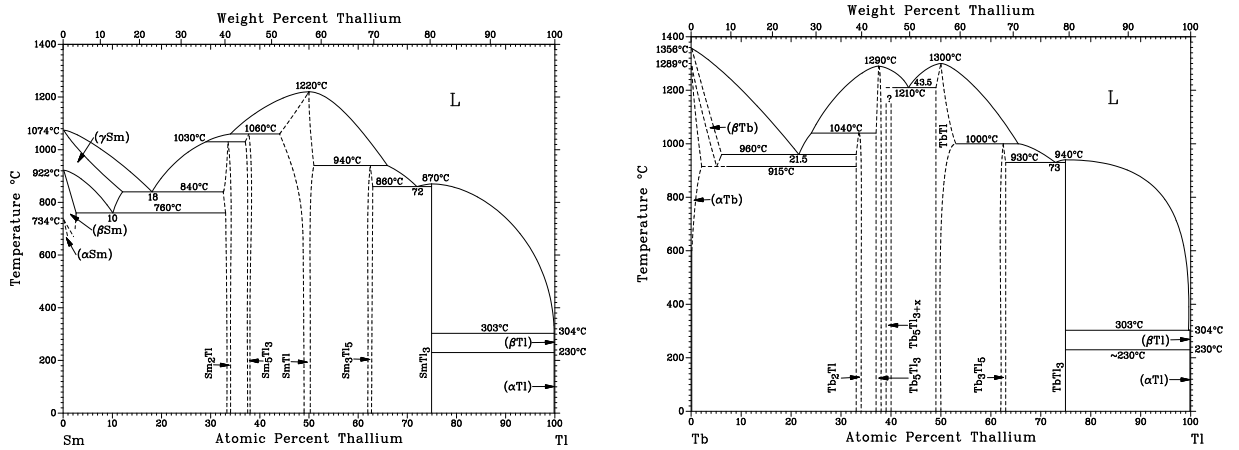 Weight Percent Thallium
0 10 20 30 40 50 60 70 80 100
1400
1200
1000
800
600
400
200
0
Temperature °C
1074°C
922°C
734°C
(γSm)
(βSm)
(αSm)
1030°C
1060°C
1220°C
940°C
860°C
870°C
840°C
760°C
18
10
72
L
303°C
304°C
(βTl)
230°C
(αTl)
Sm₂Tl
Sm₅Tl₃
SmTl
Sm₃Tl₅
SmTl₃
0 10 20 30 40 50 60 70 80 90 100
Sm
Atomic Percent Thallium
Tl
Weight Percent Thallium
0 10 20 30 40 50 60 70 80 90 100
1400
1200
1000
800
600
400
200
0
Temperature °C
1356°C
1289°C
(βTb)
(αTb)
960°C
21.5
915°C
1040°C
1290°C
?
43.5
1210°C
1300°C
TbTl
1000°C
930°C
940°C
73
L
303°C
304°C
(βTl)
~230°C
230°C
(αTl)
Tb₂Tl
Tb₅Tl₃
Tb₅Tl₃₊ₓ
Tb₃Tl₅
TbTl₃
0 10 20 30 40 50 60 70 80 90 100
Tb
Atomic Percent Thallium
Tl